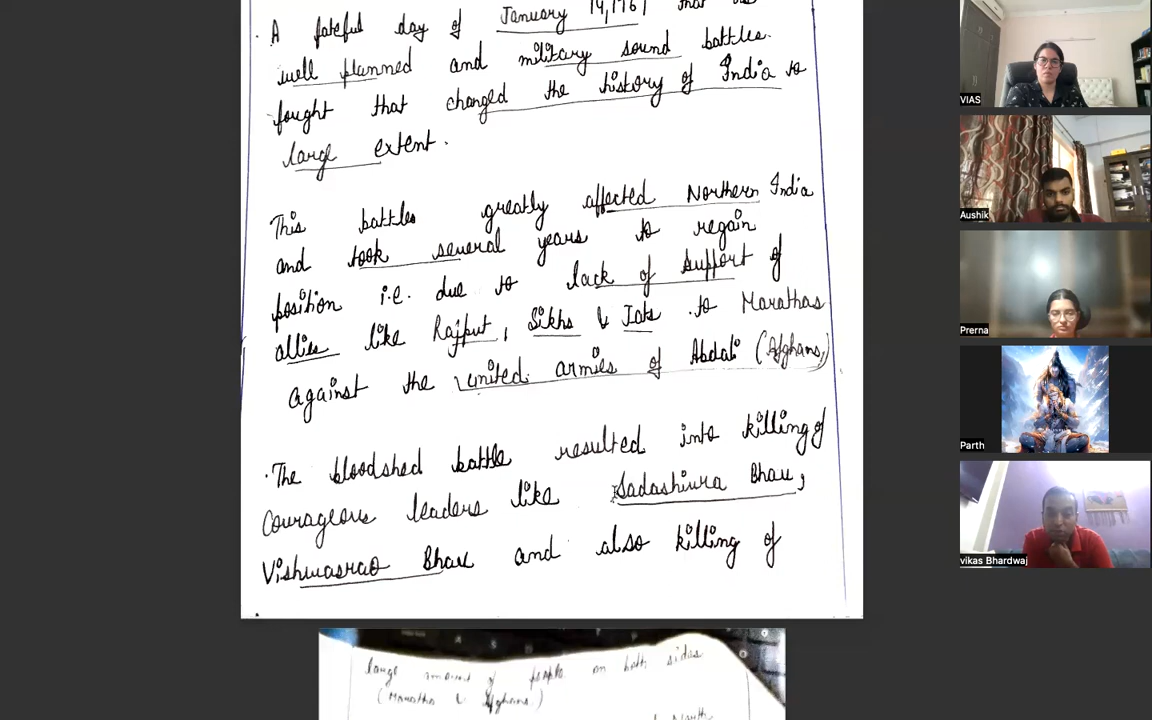 . A fateful day of January 14,1761 that
well planned and military sound battles.
fought that changed the history of India to
large extent.
This battles greatly affected Northern India
and took several years to regain
position i.e. due to lack of support of
allies like Rajput, Sikhs & Jats to Marathas
against the united armies of Abdali (Afghans,)
. The bloodshed battle resulted into killing of
courageous leaders like Sadashivra Bhau,
Vishwasrao Bhau and also killing of
large amount of people on both sides
(Maratha & Afghans.)
North
VIAS
Aushik
Prerna
Parth
vikas Bhardwaj